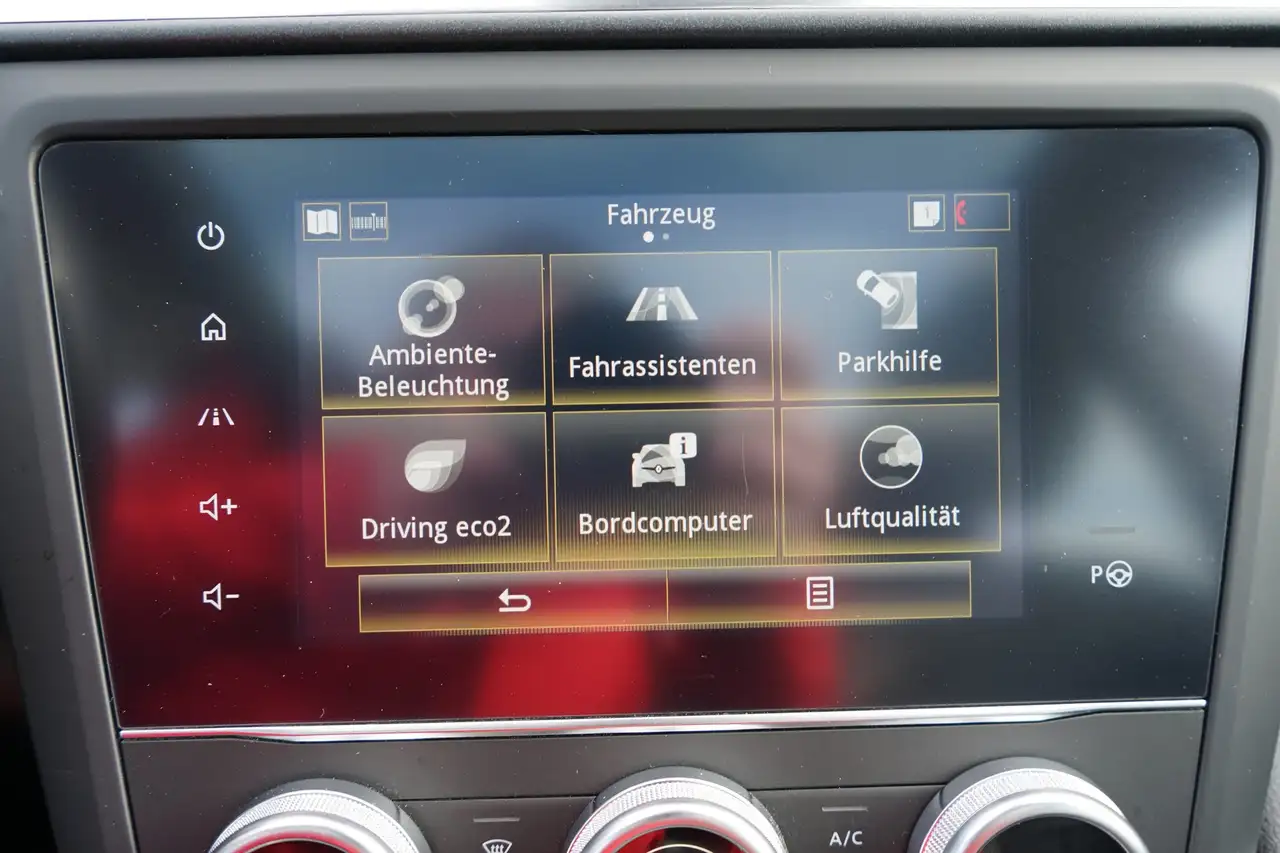 Fahrzeug
Ambiente-
Beleuchtung
Fahrassistenten
Parkhilfe
Driving eco2
Bordcomputer
i
Luftqualität
P
A/C